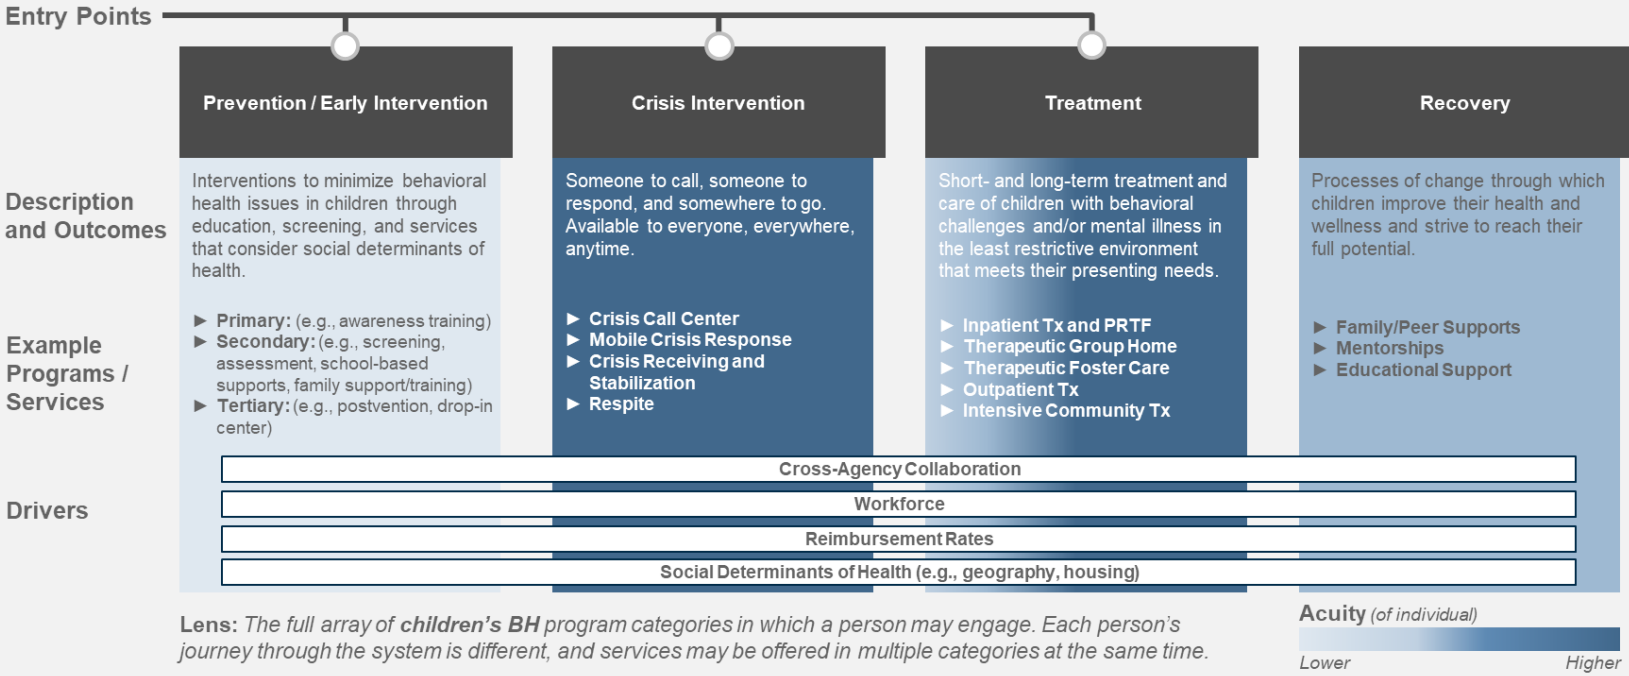 Entry Points
Prevention / Early Intervention
Crisis Intervention
Treatment
Recovery
Description
and Outcomes
Interventions to minimize behavioral
health issues in children through
education, screening, and services
that consider social determinants of
health.
Someone to call, someone to
respond, and somewhere to go.
Available to everyone, everywhere,
anytime.
Short- and long-term treatment and
care of children with behavioral
challenges and/or mental illness in
the least restrictive environment
that meets their presenting needs.
Processes of change through which
children improve their health and
wellness and strive to reach their
full potential.
Example
Programs /
Services
► Primary: (e.g., awareness training)
► Secondary: (e.g., screening,
assessment, school-based
supports, family support/training)
► Tertiary: (e.g., postvention, drop-in
center)
► Crisis Call Center
► Mobile Crisis Response
► Crisis Receiving and
Stabilization
► Respite
► Inpatient Tx and PRTF
► Therapeutic Group Home
► Therapeutic Foster Care
► Outpatient Tx
► Intensive Community Tx
► Family/Peer Supports
► Mentorships
► Educational Support
Drivers
Cross-Agency Collaboration
Workforce
Reimbursement Rates
Social Determinants of Health (e.g., geography, housing)
Lens: The full array of children's BH program categories in which a person may engage. Each person's
journey through the system is different, and services may be offered in multiple categories at the same time.
Acuity (of individual)
Lower Higher